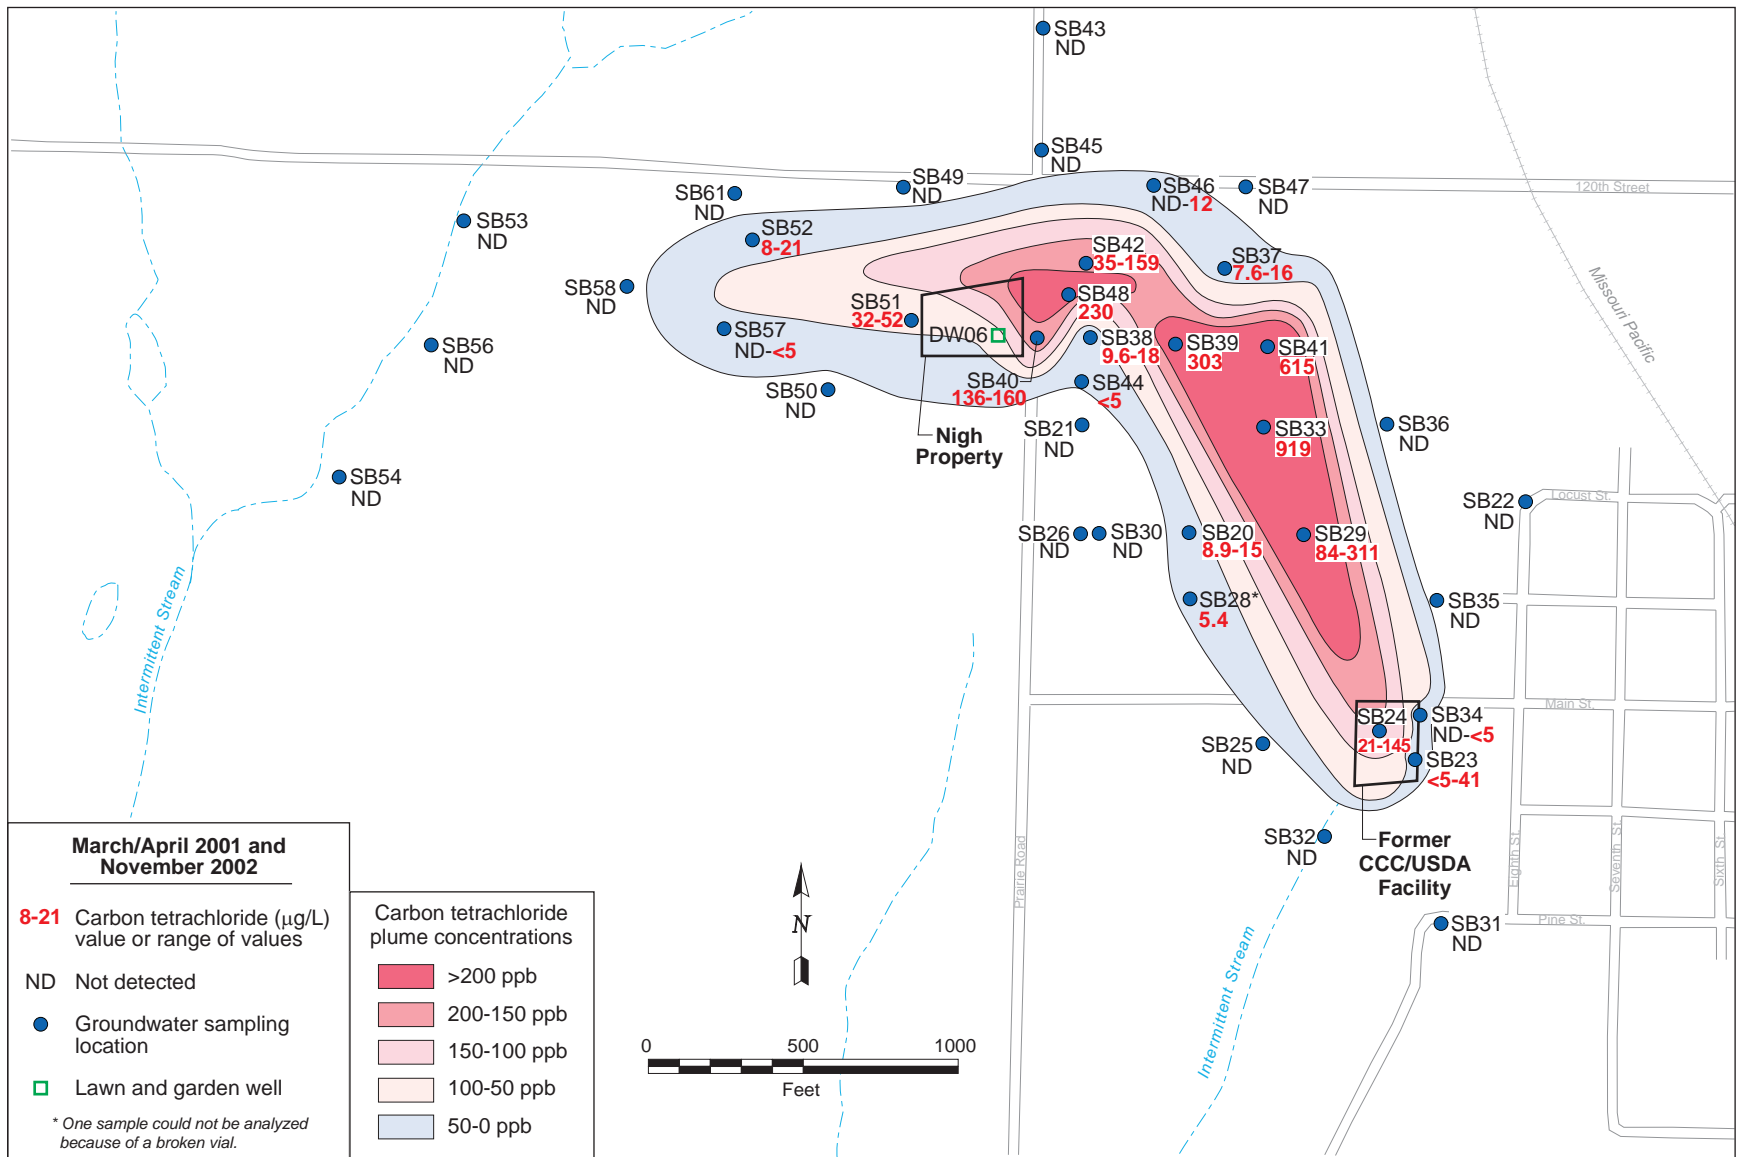 SB43
ND
SB45
ND
SB49
ND
SB61
ND
SB46
ND-12
SB47
ND
120th Street
SB53
ND
SB52
8-21
SB42
35-159
SB37
7.6-16
Missouri Pacific
SB58
ND
SB51
32-52
SB48
230
SB57
ND-<5
DW06
SB38
9.6-18
SB39
303
SB41
615
SB56
ND
SB50
ND
SB40
136-160
SB44
<5
SB21
ND
Nigh
Property
SB33
919
SB36
ND
SB54
ND
SB22
ND
Locust St.
SB26
ND
SB30
ND
SB20
8.9-15
SB29
84-311
SB28*
5.4
SB35
ND
Intermittent Stream
Main St.
SB24
21-145
SB34
ND-<5
SB25
ND
SB23
<5-41
SB32
ND
Former
CCC/USDA
Facility
Prairie Road
Eighth St.
Seventh St.
Sixth St.
SB31
ND
Pine St.
Intermittent Stream
March/April 2001 and
November 2002
8-21 Carbon tetrachloride (µg/L)
value or range of values
ND Not detected
Groundwater sampling
location
Lawn and garden well
* One sample could not be analyzed
because of a broken vial.
Carbon tetrachloride
plume concentrations
>200 ppb
200-150 ppb
150-100 ppb
100-50 ppb
50-0 ppb
N
0 500 1000
Feet